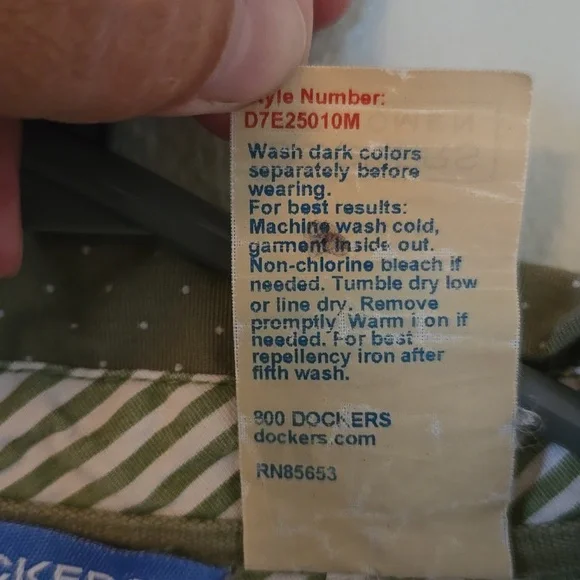 yle Number:
D7E25010M
Wash dark colors
separately before
wearing.
For best results:
Machine wash cold,
garment inside out.
Non-chlorine bleach if
needed. Tumble dry low
or line dry. Remove
promptly. Warm iron if
needed. For best
repellency iron after
fifth wash.
800 DOCKERS
dockers.com
RN85653
CKERS